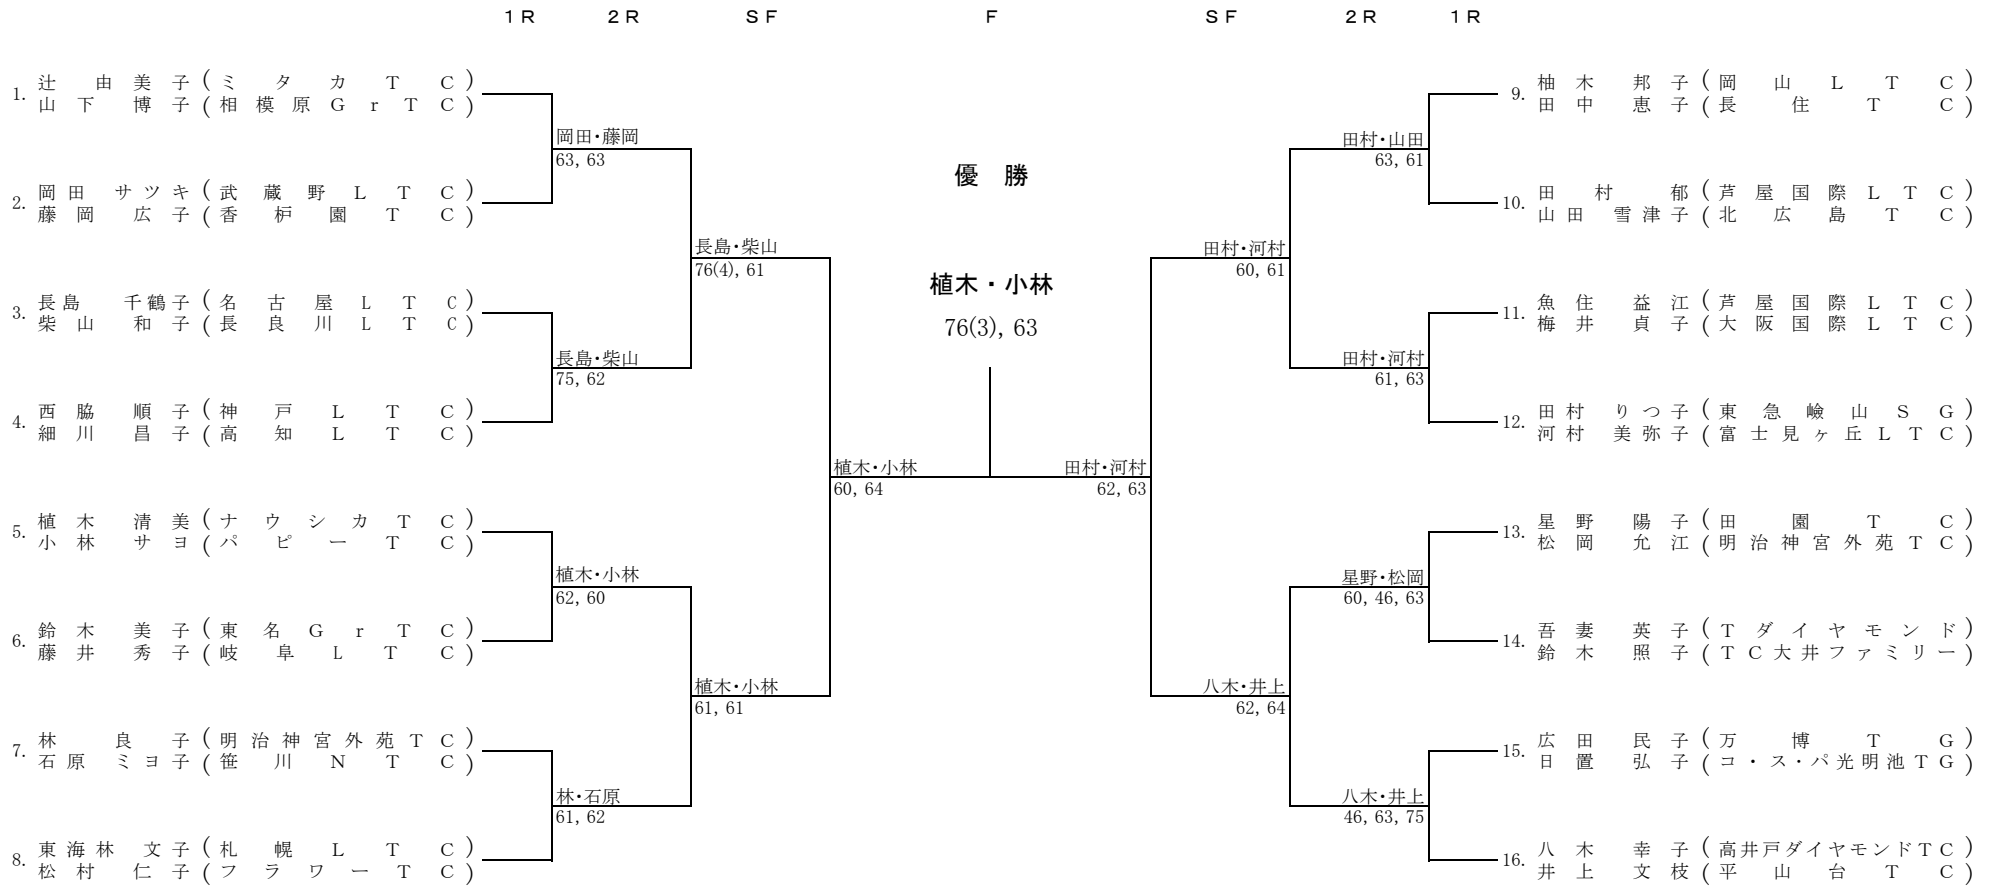 1R 2R SF F SF 2R 1R
1. 辻 由美子 (ミタカTC)
山下 博子 (相模原GrTC)
岡田・藤岡
63, 63
2. 岡田 サツキ (武蔵野LTC)
藤岡 広子 (香枦園TC)
長島・柴山
76(4), 61
3. 長島 千鶴子 (名古屋LTC)
柴山 和子 (長良川LTC)
長島・柴山
75, 62
4. 西脇 順子 (神戸LTC)
細川 昌子 (高知LTC)
植木・小林
60, 64
5. 植木 清美 (ナウシカTC)
小林 サヨ (パピーTC)
植木・小林
62, 60
6. 鈴木 美子 (東名GrTC)
藤井 秀子 (岐阜LTC)
植木・小林
61, 61
7. 林 良子 (明治神宮外苑TC)
石原 ミヨ子 (笹川NTC)
林・石原
61, 62
8. 東海林 文子 (札幌LTC)
松村 仁子 (フラワーTC)
優 勝
植木・小林
76(3), 63
9. 柚木 邦子 (岡山LTC)
田中 恵子 (長住TC)
田村・山田
63, 61
10. 田村 郁 (芦屋国際LTC)
山田 雪津子 (北広島TC)
田村・河村
60, 61
11. 魚住 益江 (芦屋国際LTC)
梅井 貞子 (大阪国際LTC)
田村・河村
61, 63
12. 田村 りつ子 (東急嶮山SG)
河村 美弥子 (富士見ヶ丘LTC)
田村・河村
62, 63
13. 星野 陽子 (田園TC)
松岡 允江 (明治神宮外苑TC)
星野・松岡
60, 46, 63
14. 吾妻 英子 (Tダイヤモンド)
鈴木 照子 (TC大井ファミリー)
八木・井上
62, 64
15. 広田 民子 (万博TG)
日置 弘子 (コ・ス・パ光明池TG)
八木・井上
46, 63, 75
16. 八木 幸子 (高井戸ダイヤモンドTC)
井上 文枝 (平山台TC)